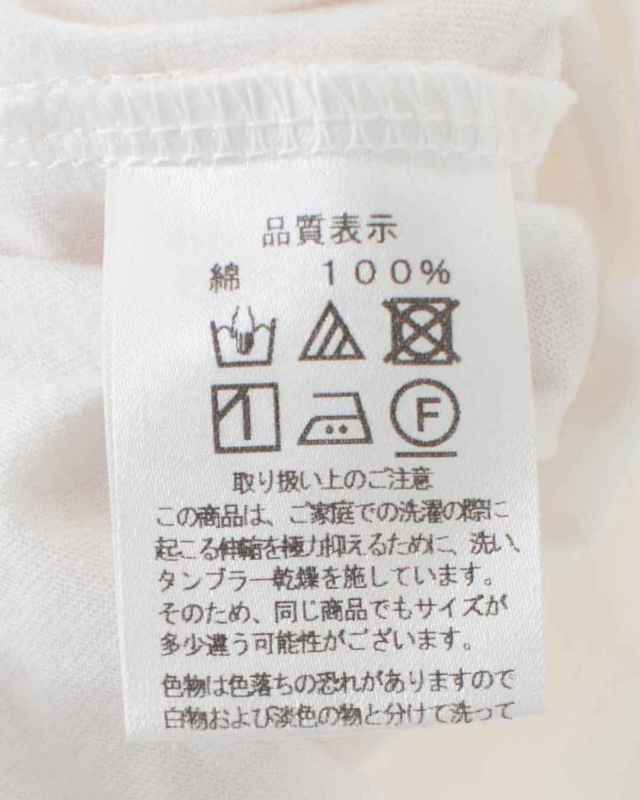 品質表示
綿 100%
F
取り扱い上のご注意
この商品は、ご家庭での洗濯の際に
起こる伸縮を極力抑えるために、洗い、
タンブラー乾燥を施しています。
そのため、同じ商品でもサイズが
多少違う可能性がございます。
色物は色落ちの恐れがありますので
白物および淡色の物と分けて洗って